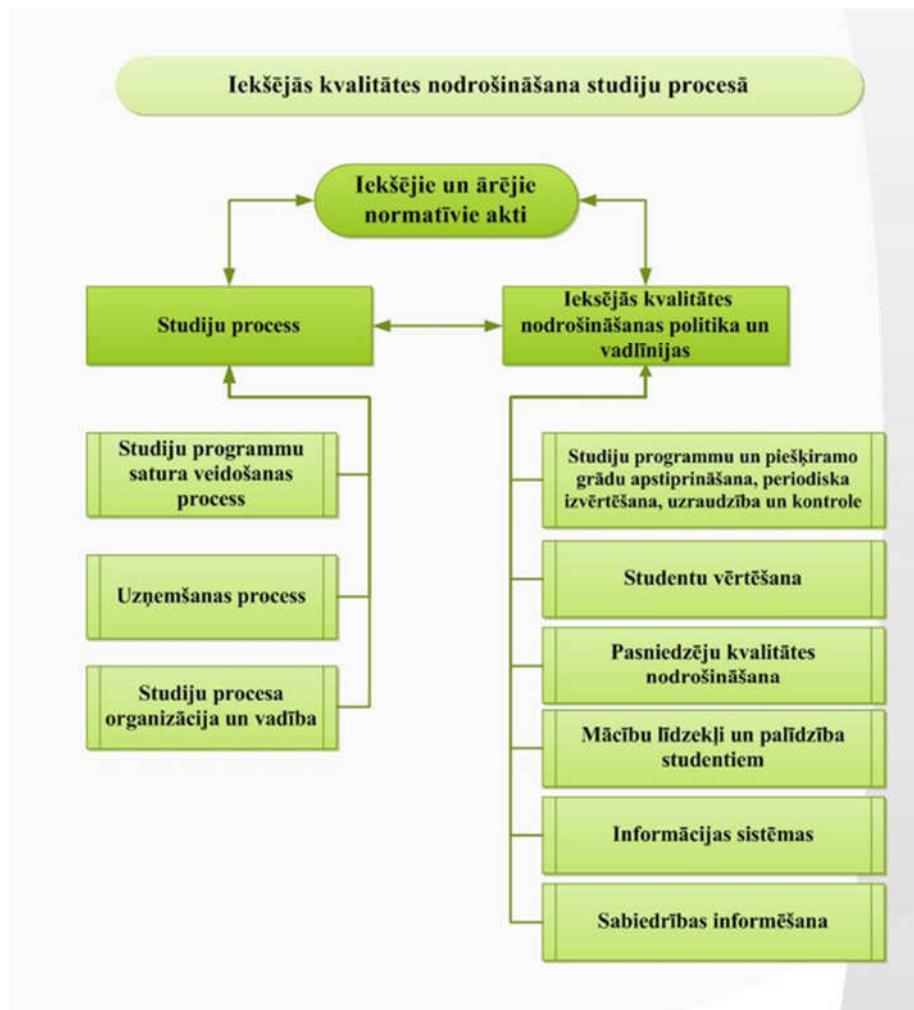 Iekšējās kvalitātes nodrošināšana studiju procesā
Iekšējie un ārējie
normatīvie akti
Studiju process
Ieksējās kvalitātes
nodrošināšanas politika un
vadlīnijas
Studiju programmu
satura veidošanas
process
Uzņemšanas process
Studiju procesa
organizācija un vadība
Studiju programmu un piešķiramo
grādu apstiprināšana, periodiska
izvērtēšana, uzraudzība un kontrole
Studentu vērtēšana
Pasniedzēju kvalitātes
nodrošināšana
Mācību līdzekļi un palīdzība
studentiem
Informācijas sistēmas
Sabiedrības informēšana